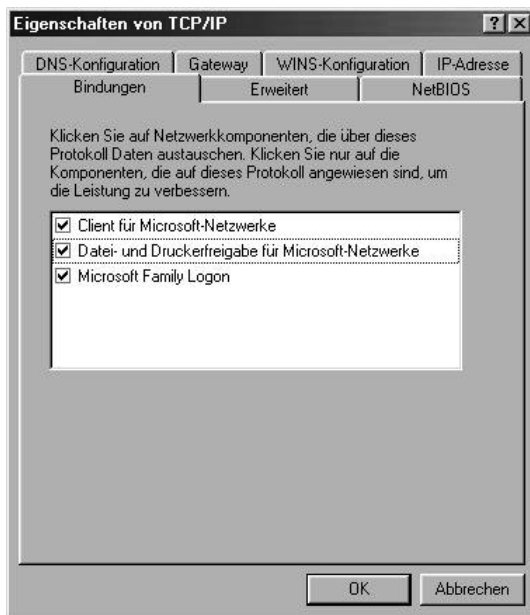 Eigenschaften von TCP/IP
DNS-Konfiguration Gateway WINS-Konfiguration IP-Adresse
Bindungen Erweitert NetBIOS
Klicken Sie auf Netzwerkkomponenten, die über dieses
Protokoll Daten austauschen. Klicken Sie nur auf die
Komponenten, die auf dieses Protokoll angewiesen sind, um
die Leistung zu verbessern.
Client für Microsoft-Netzwerke
Datei- und Druckerfreigabe für Microsoft-Netzwerke
Microsoft Family Logon
OK Abbrechen